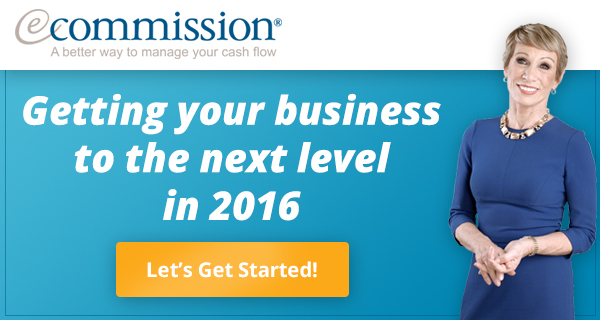 ecommission®
A better way to manage your cash flow
Getting your business
to the next level
in 2016
Let's Get Started!